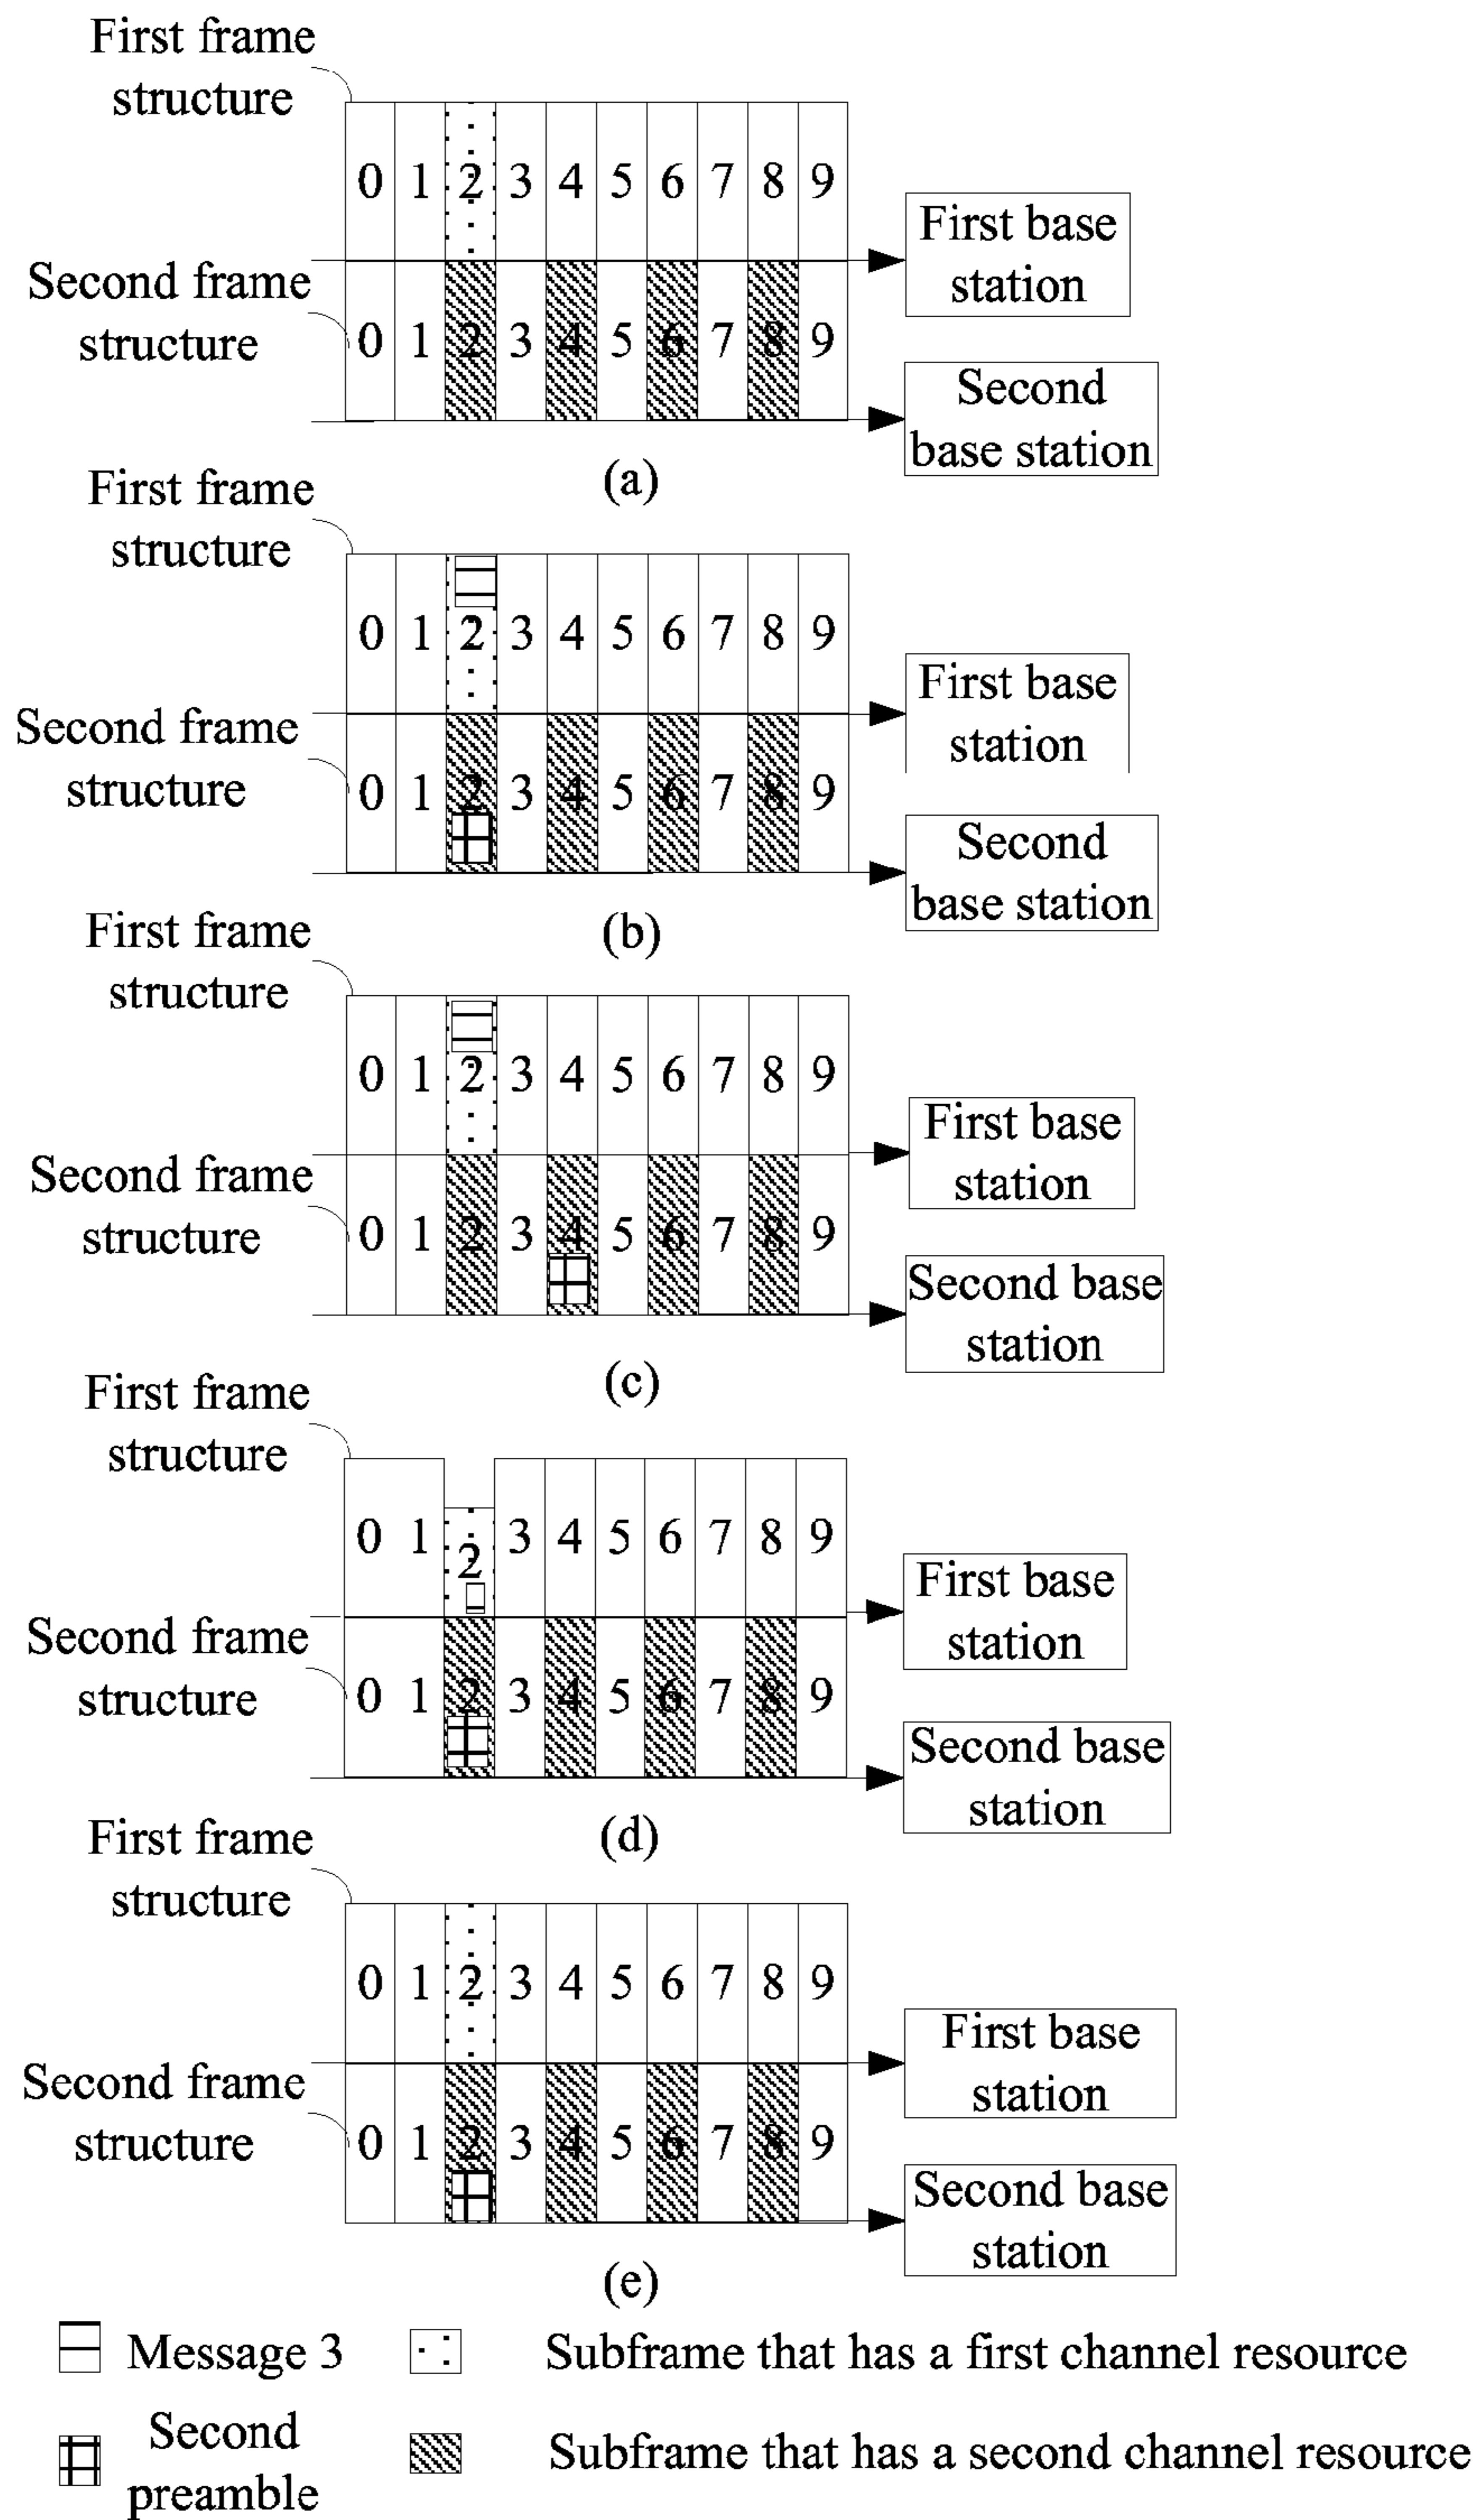 First frame
structure
0 1 2 3 4 5 6 7 8 9
First base
station
Second frame
structure
0 1 2 3 4 5 6 7 8 9
Second
base station
(a)
First frame
structure
0 1 2 3 4 5 6 7 8 9
First base
station
Second frame
structure
0 1 2 3 4 5 6 7 8 9
Second
base station
(b)
First frame
structure
0 1 2 3 4 5 6 7 8 9
First base
station
Second frame
structure
0 1 2 3 4 5 6 7 8 9
Second base
station
(c)
First frame
structure
0 1 2 3 4 5 6 7 8 9
First base
station
Second frame
structure
0 1 2 3 4 5 6 7 8 9
Second base
station
(d)
First frame
structure
0 1 2 3 4 5 6 7 8 9
First base
station
Second frame
structure
0 1 2 3 4 5 6 7 8 9
Second base
station
(e)
Message 3
Subframe that has a first channel resource
Second
preamble
Subframe that has a second channel resource